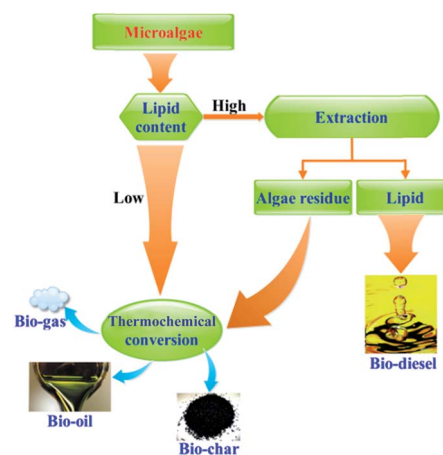 Microalgae
Lipid
content
High
Extraction
Low
Algae residue
Lipid
Bio-gas
Thermochemical
conversion
Bio-diesel
Bio-oil
Bio-char